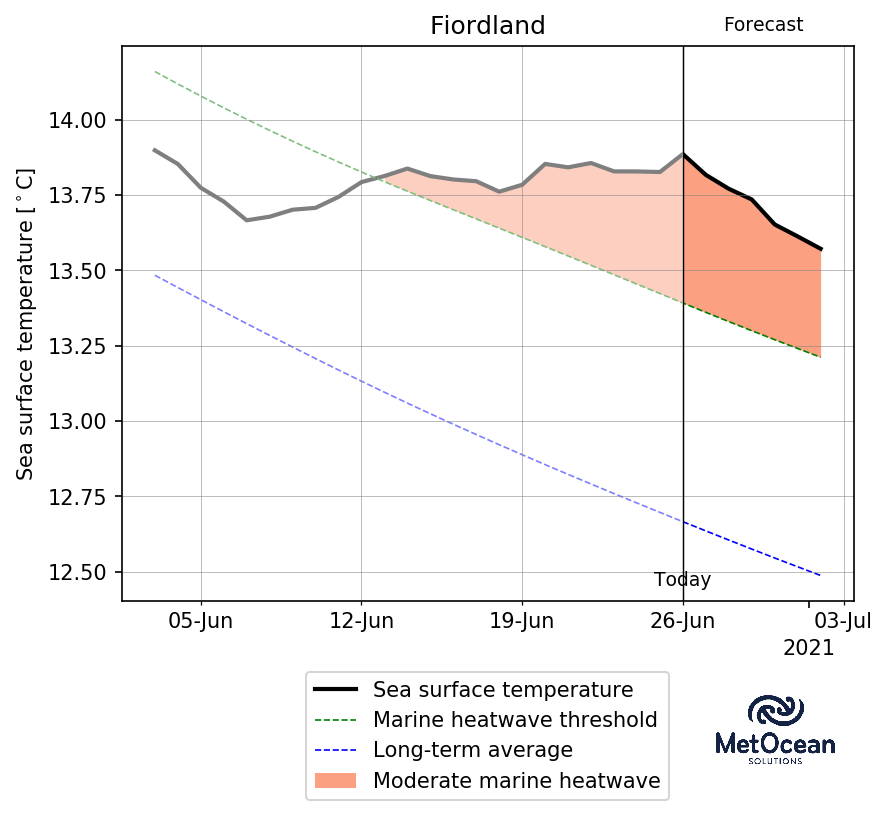 Fiordland
Forecast
Sea surface temperature [°C]
14.00
13.75
13.50
13.25
13.00
12.75
12.50
Today
05-Jun
12-Jun
19-Jun
26-Jun
03-Jul
2021
Sea surface temperature
Marine heatwave threshold
Long-term average
Moderate marine heatwave
MetOcean
SOLUTIONS